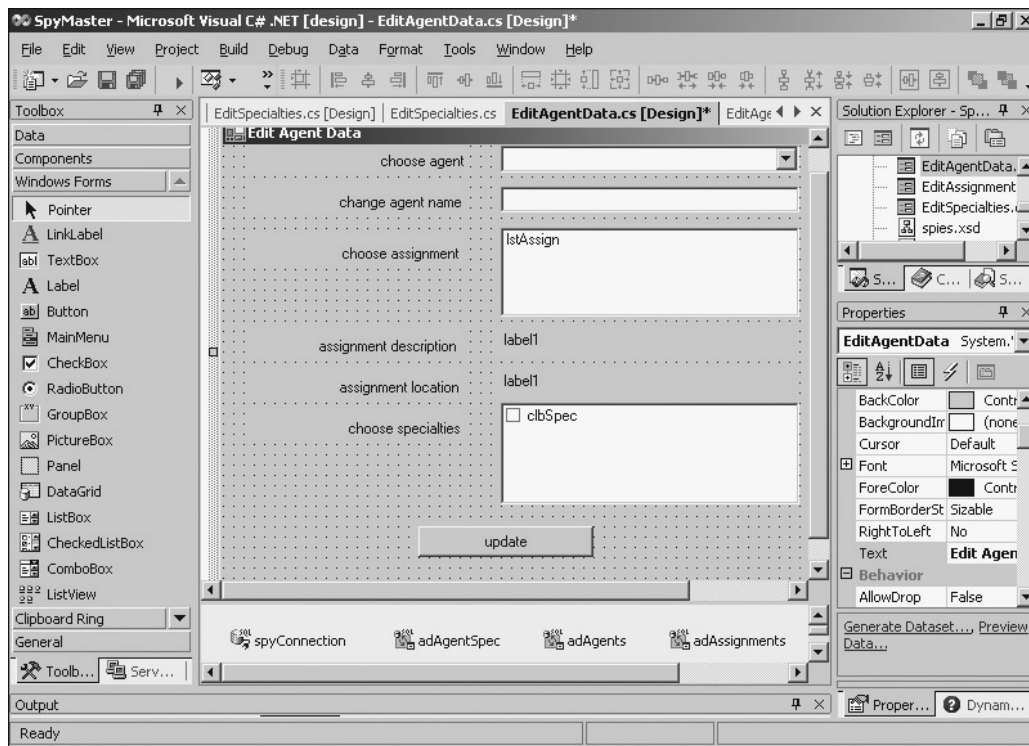 SpyMaster - Microsoft Visual C# .NET [design] - EditAgentData.cs [Design]*
File Edit View Project Build Debug Data Format Tools Window Help
Toolbox
Data
Components
Windows Forms
Pointer
LinkLabel
TextBox
Label
Button
MainMenu
CheckBox
RadioButton
GroupBox
PictureBox
Panel
DataGrid
ListBox
CheckedListBox
ComboBox
ListView
Clipboard Ring
General
Toolb... Serv...
EditSpecialties.cs [Design] EditSpecialties.cs EditAgentData.cs [Design]* EditAge
Edit Agent Data
choose agent
change agent name
choose assignment
lstAssign
assignment description
label1
assignment location
label1
choose specialties
clbSpec
update
spyConnection adAgentSpec adAgents adAssignments
Solution Explorer - Sp...
EditAgentData.
EditAssignment
EditSpecialties.
spies.xsd
S... C... S...
Properties
EditAgentData System.'
BackColor Contr
BackgroundIm (none
Cursor Default
Font Microsoft S
ForeColor Contr
FormBorderSt Sizable
RightToLeft No
Text Edit Agen
Behavior
AllowDrop False
Generate Dataset..., Preview
Data...
Proper... Dynam...
Output
Ready